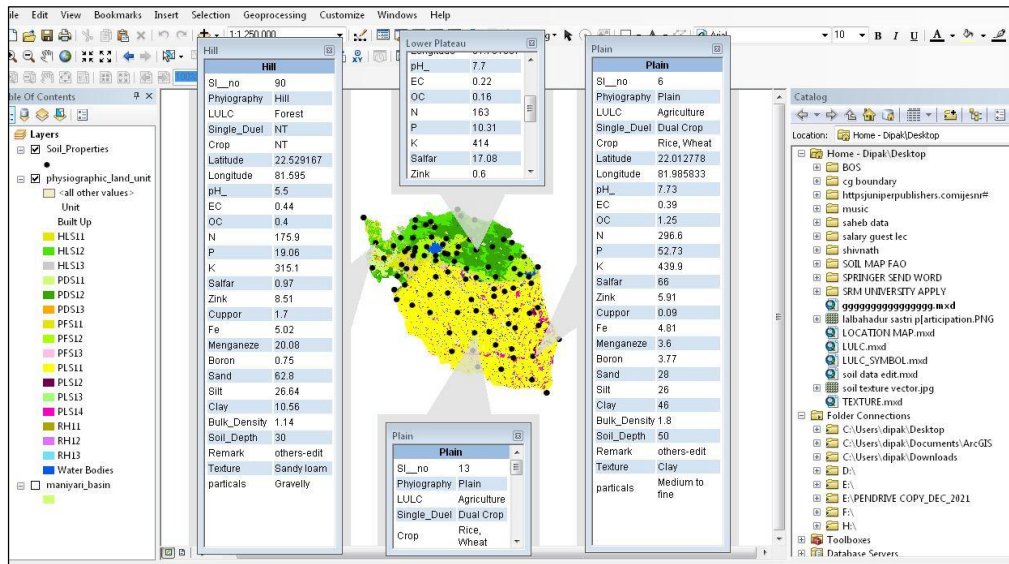 File Edit View Bookmarks Insert Selection Geoprocessing Customize Windows Help
1:1,250,000
Arial
10
B I U A
Table Of Contents
Layers
Soil_Properties
physiographic_land_unit
<all other values>
Unit
Built Up
HLS11
HLS12
HLS13
PDS11
PDS12
PDS13
PFS11
PFS12
PFS13
PLS11
PLS12
PLS13
PLS14
RH11
RH12
RH13
Water Bodies
maniyari_basin
Hill
Hill
Sl__no 90
Phyiography Hill
LULC Forest
Single_Duel NT
Crop NT
Latitude 22.529167
Longitude 81.595
pH_ 5.5
EC 0.44
OC 0.4
N 175.9
P 19.06
K 315.1
Salfar 0.97
Zink 8.51
Cuppor 1.7
Fe 5.02
Menganeze 20.08
Boron 0.75
Sand 62.8
Silt 26.64
Clay 10.56
Bulk_Density 1.14
Soil_Depth 30
Remark others-edit
Texture Sandy loam
particals Gravelly
Lower Plateau
pH_ 7.7
EC 0.22
OC 0.16
N 163
P 10.31
K 414
Salfar 17.08
Zink 0.6
Plain
Plain
Sl__no 13
Phyiography Plain
LULC Agriculture
Single_Duel Dual Crop
Crop Rice,
Wheat
Plain
Plain
Sl__no 6
Phyiography Plain
LULC Agriculture
Single_Duel Dual Crop
Crop Rice, Wheat
Latitude 22.012778
Longitude 81.985833
pH_ 7.73
EC 0.39
OC 1.25
N 296.6
P 52.73
K 439.9
Salfar 66
Zink 5.91
Cuppor 0.09
Fe 4.81
Menganeze 3.6
Boron 3.77
Sand 28
Silt 26
Clay 46
Bulk_Density 1.8
Soil_Depth 50
Remark others-edit
Texture Clay
particals Medium to
fine
Catalog
Location: Home - Dipak\Desktop
Home - Dipak\Desktop
BOS
cg boundary
httpsjuniperpublishers.comijesnr#
music
saheb data
salary guest lec
shivnath
SOIL MAP FAO
SPRINGER SEND WORD
SRM UNIVERSITY APPLY
gggggggggggggggg.mxd
lalbahadur sastri p[articipation.PNG
LOCATION MAP.mxd
LULC.mxd
LULC_SYMBOL.mxd
soil data edit.mxd
soil texture vector.jpg
TEXTURE.mxd
Folder Connections
C:\Users\dipak\Desktop
C:\Users\dipak\Documents\ArcGIS
C:\Users\dipak\Downloads
D:\
E:\
E:\PENDRIVE COPY_DEC_2021
F:\
H:\
Toolboxes
Database Servers